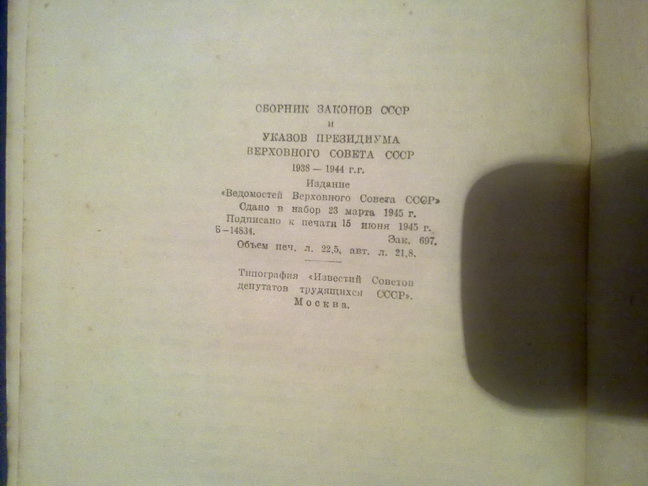 СБОРНИК ЗАКОНОВ СССР
и
УКАЗОВ ПРЕЗИДИУМА
ВЕРХОВНОГО СОВЕТА СССР
1938 — 1944 г.г.
Издание
«Ведомостей Верховного Совета СССР»
Сдано в набор 23 марта 1945 г.
Подписано к печати 15 июня 1945 г.
Б—14834. Зак. 697.
Объем печ. л. 22,5, авт. л. 21,8.
Типография «Известий Советов
депутатов трудящихся СССР».
Москва.